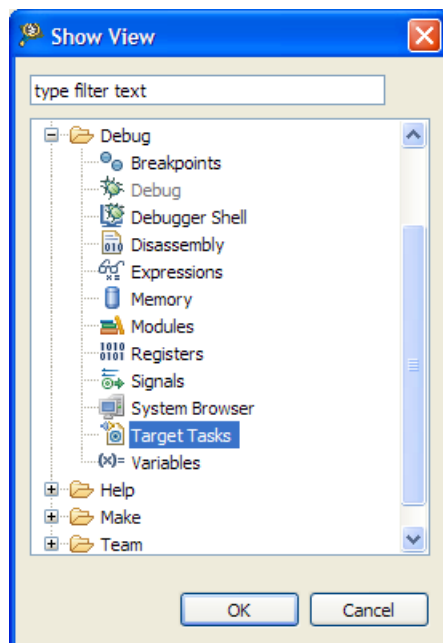 Show View
type filter text
Debug
Breakpoints
Debug
Debugger Shell
Disassembly
Expressions
Memory
Modules
Registers
Signals
System Browser
Target Tasks
(x)= Variables
Help
Make
Team
OK Cancel